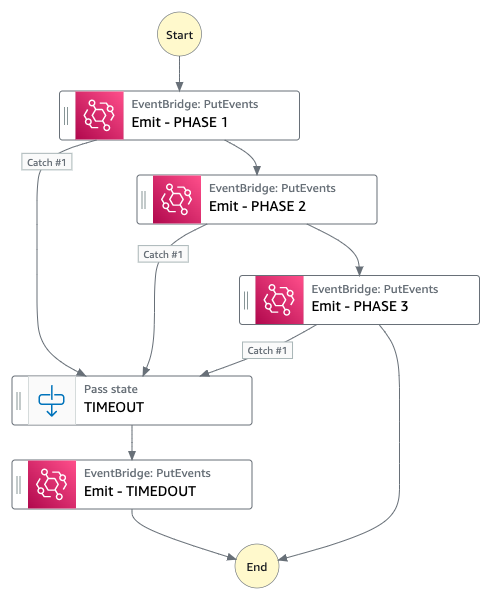 Start
EventBridge: PutEvents
Emit - PHASE 1
Catch #1
EventBridge: PutEvents
Emit - PHASE 2
Catch #1
EventBridge: PutEvents
Emit - PHASE 3
Catch #1
Pass state
TIMEOUT
EventBridge: PutEvents
Emit - TIMEDOUT
End